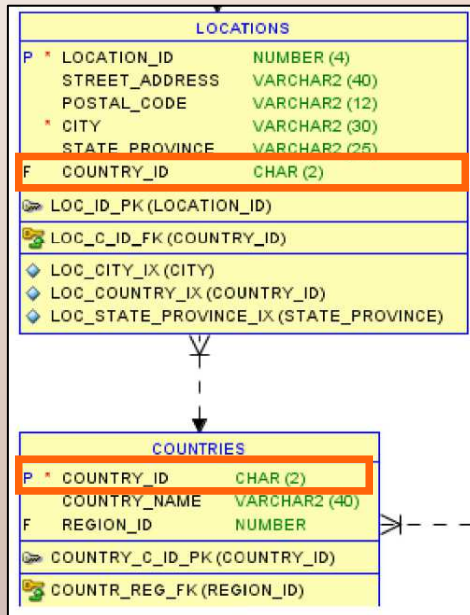 LOCATIONS
P * LOCATION_ID NUMBER (4)
STREET_ADDRESS VARCHAR2 (40)
POSTAL_CODE VARCHAR2 (12)
* CITY VARCHAR2 (30)
STATE_PROVINCE VARCHAR2 (25)
F COUNTRY_ID CHAR (2)
LOC_ID_PK (LOCATION_ID)
LOC_C_ID_FK (COUNTRY_ID)
LOC_CITY_IX (CITY)
LOC_COUNTRY_IX (COUNTRY_ID)
LOC_STATE_PROVINCE_IX (STATE_PROVINCE)
COUNTRIES
P * COUNTRY_ID CHAR (2)
COUNTRY_NAME VARCHAR2 (40)
F REGION_ID NUMBER
COUNTRY_C_ID_PK (COUNTRY_ID)
COUNTR_REG_FK (REGION_ID)